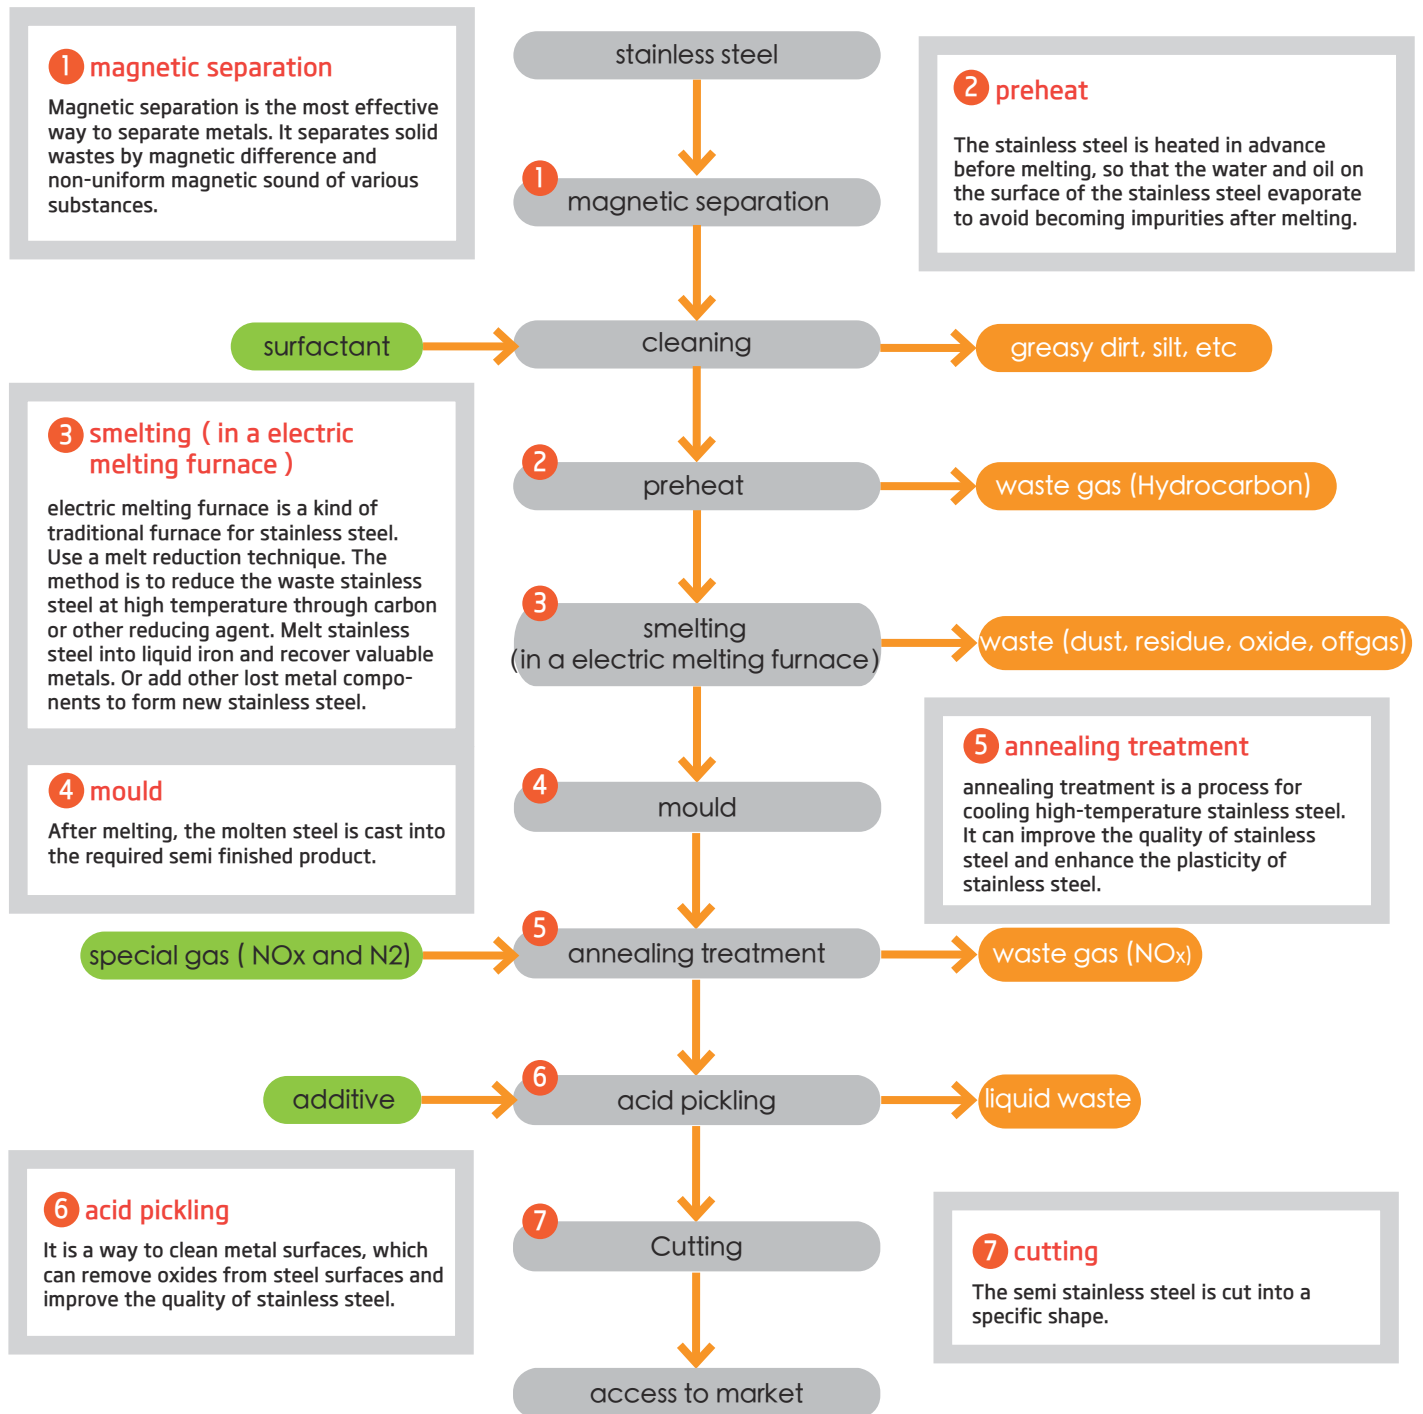 stainless steel
1 magnetic separation
Magnetic separation is the most effective
way to separate metals. It separates solid
wastes by magnetic difference and
non-uniform magnetic sound of various
substances.
2 preheat
The stainless steel is heated in advance
before melting, so that the water and oil on
the surface of the stainless steel evaporate
to avoid becoming impurities after melting.
1
magnetic separation
surfactant
cleaning
greasy dirt, silt, etc
3 smelting ( in a electric
melting furnace )
electric melting furnace is a kind of
traditional furnace for stainless steel.
Use a melt reduction technique. The
method is to reduce the waste stainless
steel at high temperature through carbon
or other reducing agent. Melt stainless
steel into liquid iron and recover valuable
metals. Or add other lost metal compo-
nents to form new stainless steel.
2
preheat
waste gas (Hydrocarbon)
3
smelting
(in a electric melting furnace)
waste (dust, residue, oxide, offgas)
4 mould
After melting, the molten steel is cast into
the required semi finished product.
4
mould
5 annealing treatment
annealing treatment is a process for
cooling high-temperature stainless steel.
It can improve the quality of stainless
steel and enhance the plasticity of
stainless steel.
special gas ( NOx and N2)
5
annealing treatment
waste gas (NOx)
additive
6
acid pickling
liquid waste
6 acid pickling
It is a way to clean metal surfaces, which
can remove oxides from steel surfaces and
improve the quality of stainless steel.
7
Cutting
7 cutting
The semi stainless steel is cut into a
specific shape.
access to market